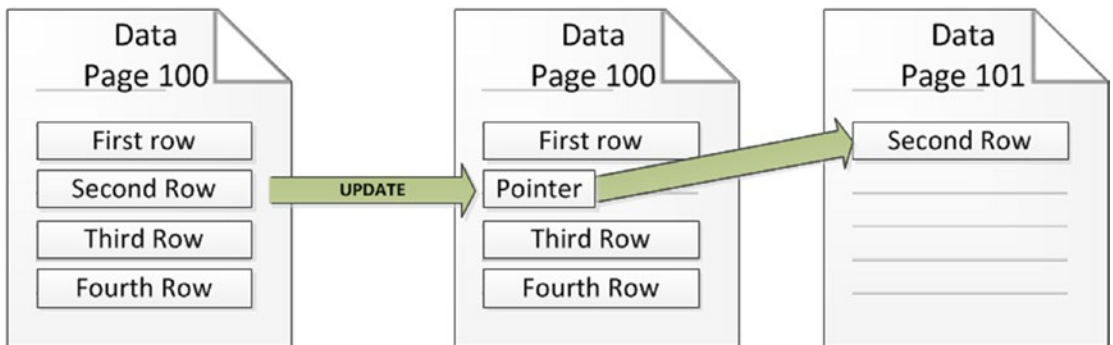 Data
Page 100
First row
Second Row
Third Row
Fourth Row
UPDATE
Data
Page 100
First row
Pointer
Third Row
Fourth Row
Data
Page 101
Second Row